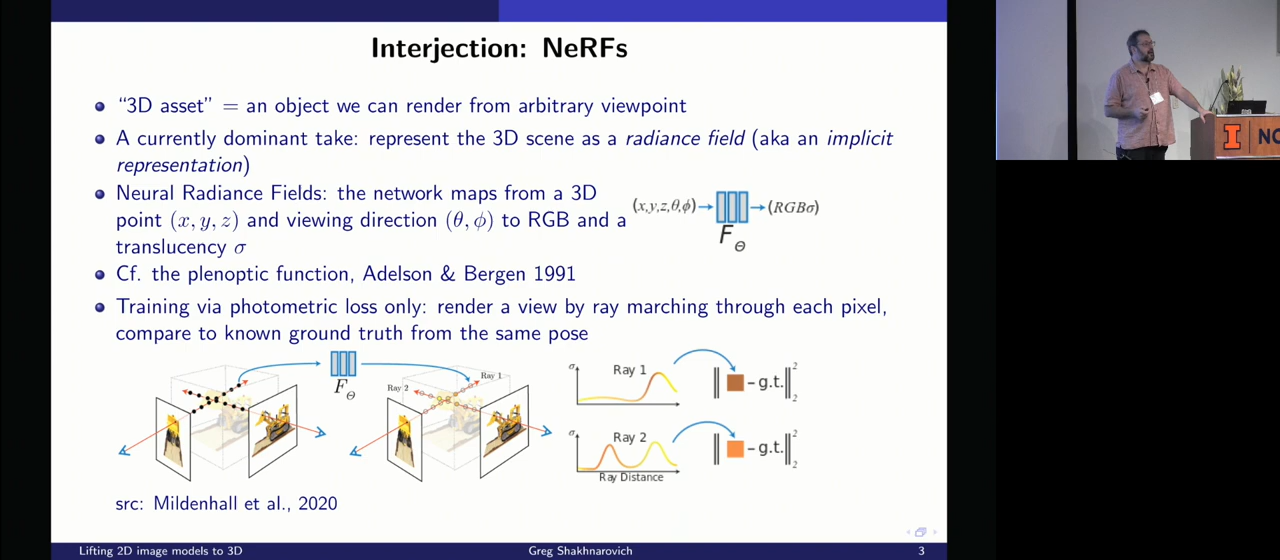 Interjection: NeRFs
“3D asset” = an object we can render from arbitrary viewpoint
A currently dominant take: represent the 3D scene as a radiance field (aka an implicit
representation)
Neural Radiance Fields: the network maps from a 3D
point (x, y, z) and viewing direction (θ, ϕ) to RGB and a
translucency σ
(x,y,z,θ,ϕ) → (RGBσ)
F_Θ
Cf. the plenoptic function, Adelson & Bergen 1991
Training via photometric loss only: render a view by ray marching through each pixel,
compare to known ground truth from the same pose
F_Θ
Ray 1
Ray 2
σ
Ray 1
‖ - g.t.‖²₂
σ
Ray 2
‖ - g.t.‖²₂
Ray Distance
src: Mildenhall et al., 2020
Lifting 2D image models to 3D
Greg Shakhnarovich
3
I